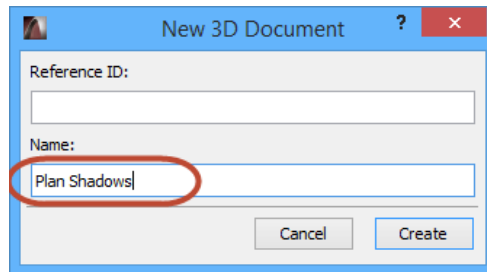 New 3D Document ?
Reference ID:
Name:
Plan Shadows
Cancel Create